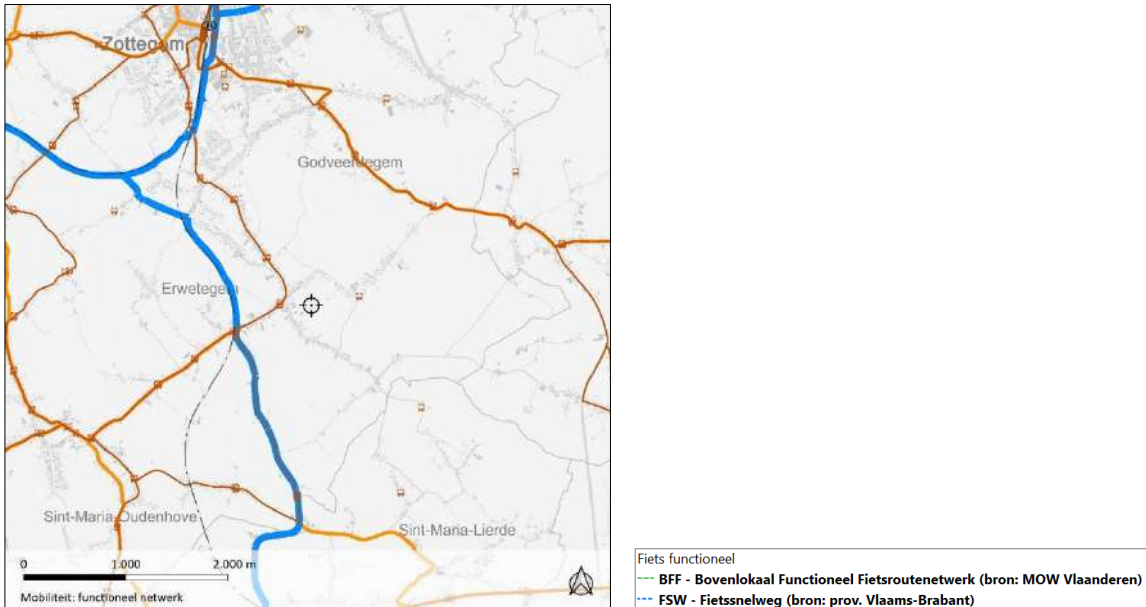 Zottegem
Godveerdegem
Erwetegem
Sint-Maria-Oudenhove
Sint-Maria-Lierde
0 1.000 2.000 m
Mobiliteit: functioneel netwerk
Fiets functioneel
BFF - Bovenlokaal Functioneel Fietsroutenetwerk (bron: MOW Vlaanderen)
FSW - Fietssnelweg (bron: prov. Vlaams-Brabant)